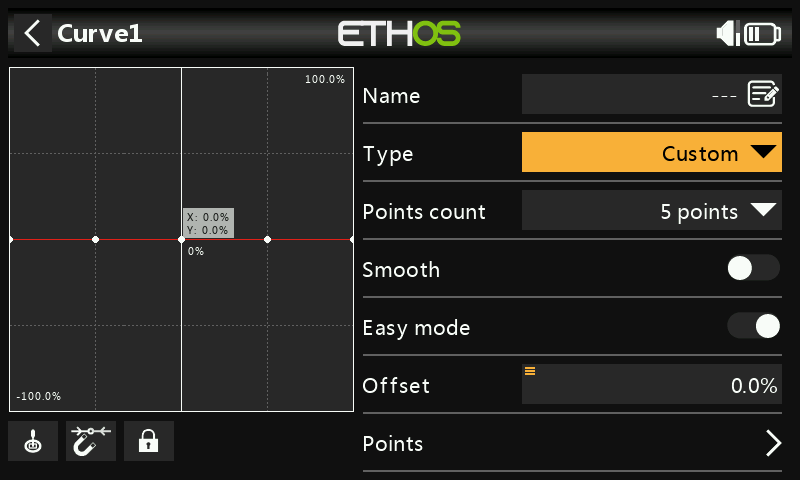 Curve1
ETHOS
100.0%
X: 0.0%
Y: 0.0%
0%
-100.0%
Name
---
Type
Custom
Points count
5 points
Smooth
Easy mode
Offset
0.0%
Points